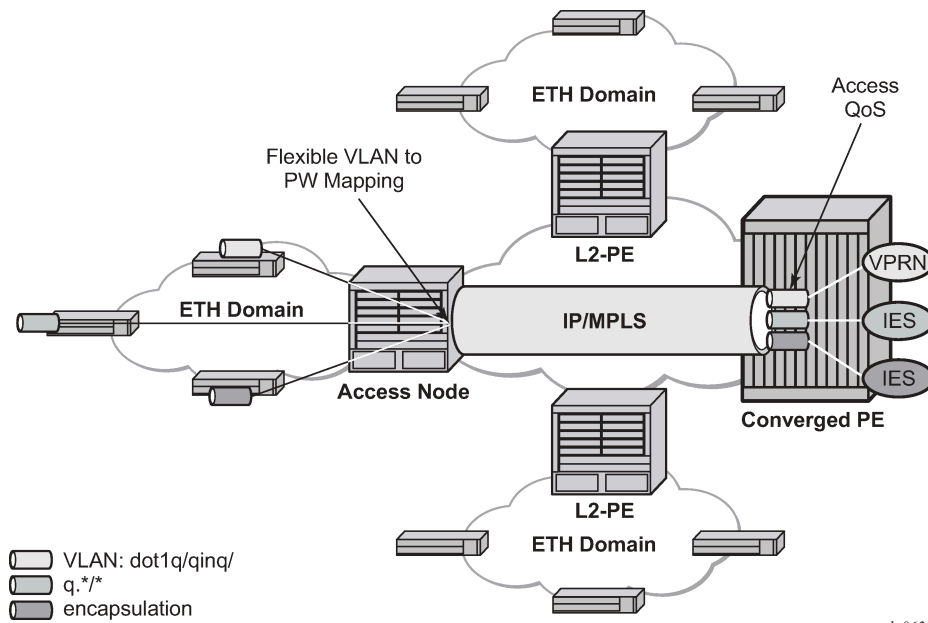 ETH Domain
Access
QoS
Flexible VLAN to
PW Mapping
L2-PE
VPRN
ETH Domain
IP/MPLS
IES
Access Node
IES
Converged PE
L2-PE
ETH Domain
VLAN: dot1q/qinq/
q.*/*
encapsulation